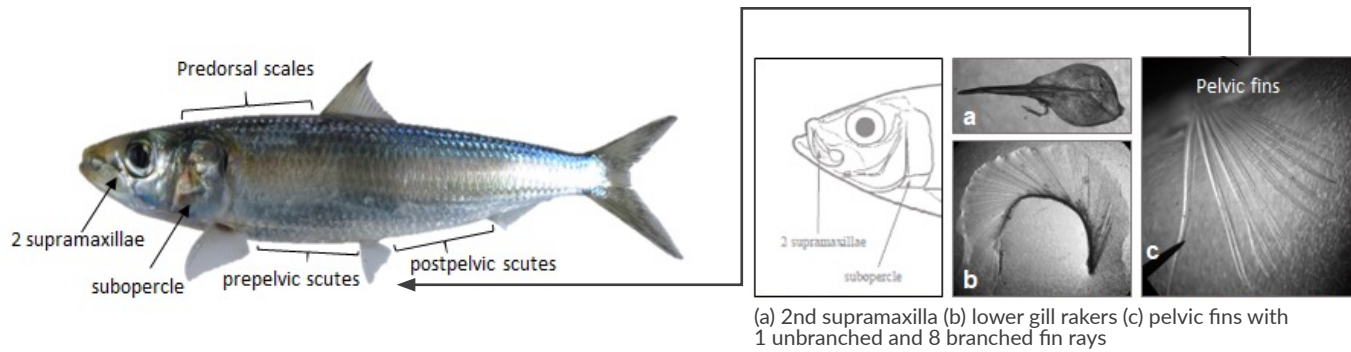 Predorsal scales
2 supramaxillae
subopercle
prepelvic scutes
postpelvic scutes
2 supramaxillae
subopercle
a
b
Pelvic fins
c
(a) 2nd supramaxilla (b) lower gill rakers (c) pelvic fins with
1 unbranched and 8 branched fin rays